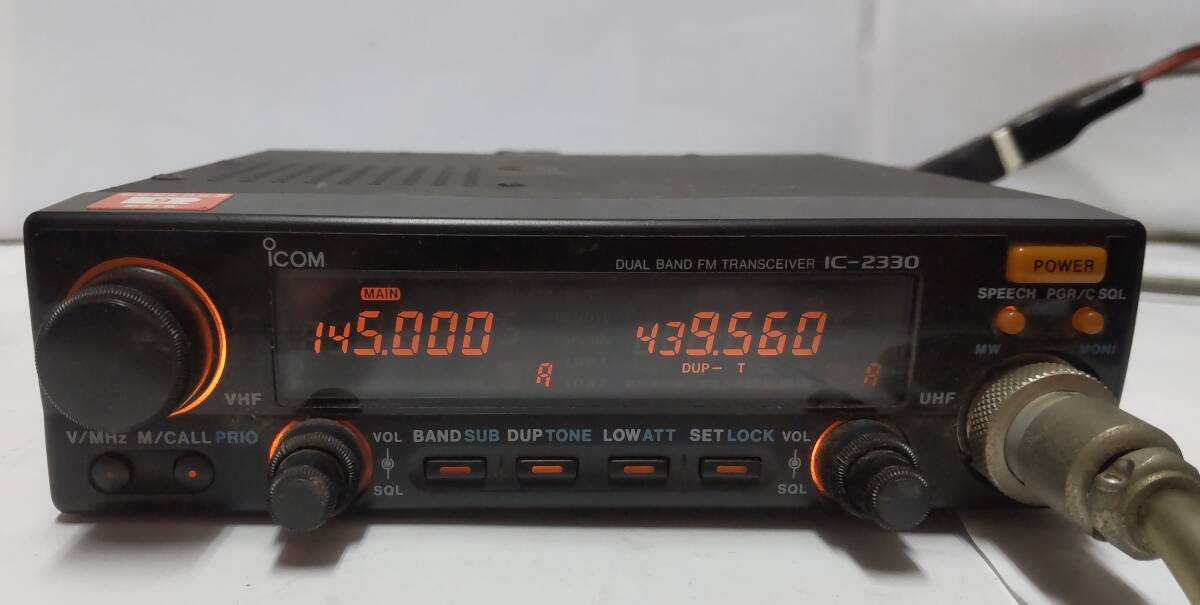 ICOM
DUAL BAND FM TRANSCEIVER IC-2330
POWER
MAIN
SPEECH PGR/C SQL
145.000 439.560
MW MONI
DUP- T
A A
VHF UHF
V/MHz M/CALL PRIO VOL BAND SUB DUP TONE LOW ATT SET LOCK VOL
SQL SQL